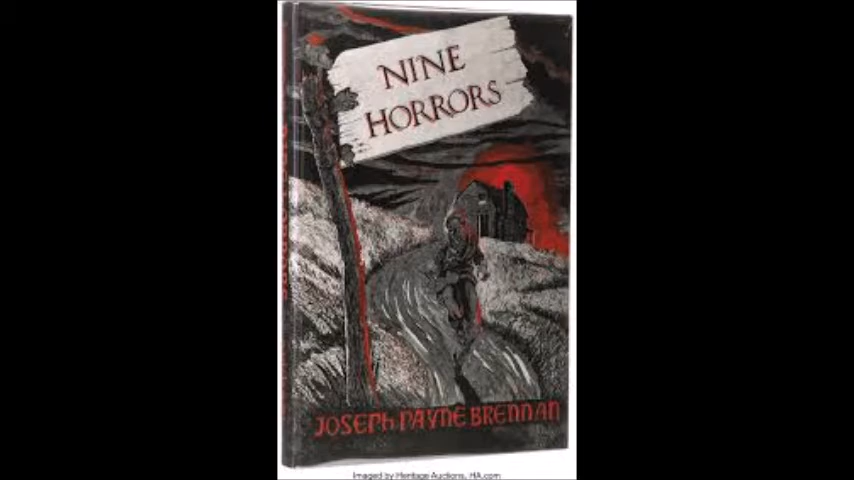 NINE
HORRORS
JOSEPH PAYNE BRENNAN
Imaged by Heritage Auctions, HA.com